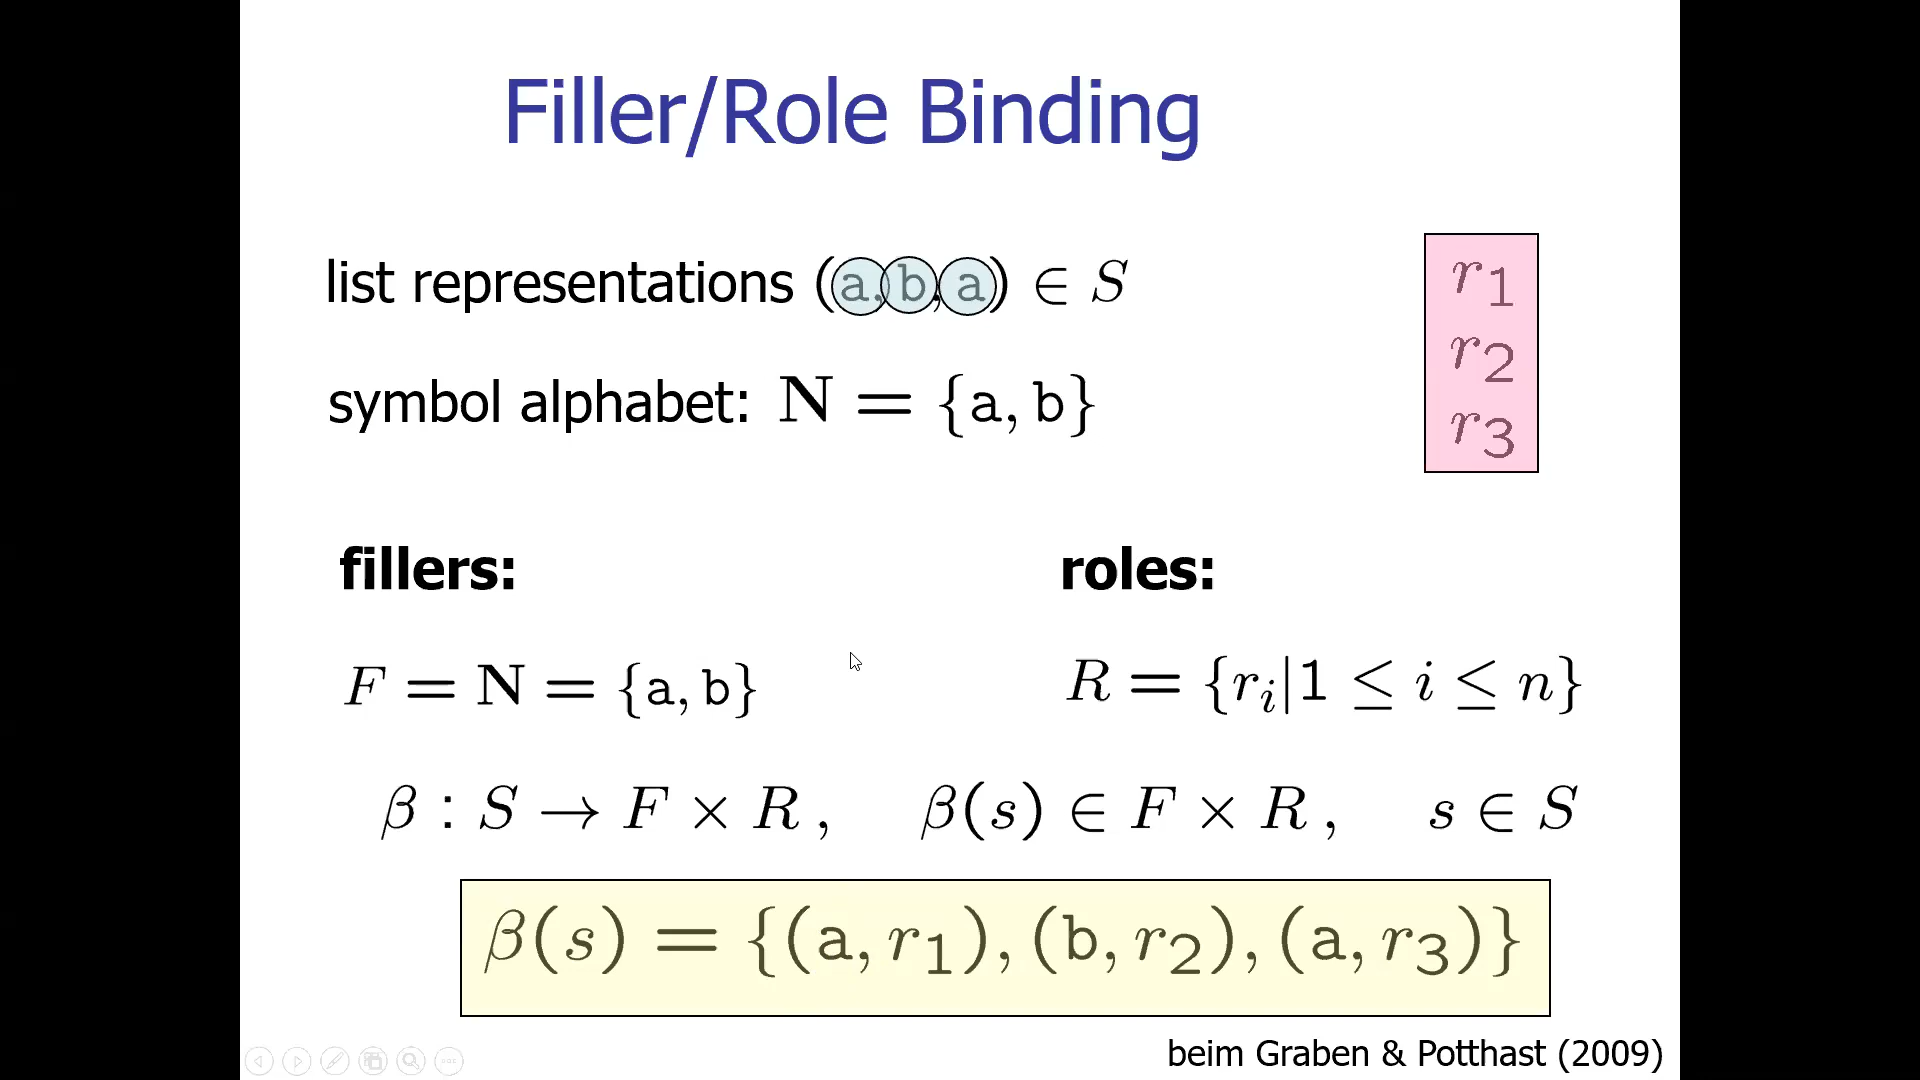 Filler/Role Binding
list representations (a, b, a) ∈ S
r₁
r₂
r₃
symbol alphabet: N = {a, b}
fillers:
roles:
F = N = {a, b}
R = {rᵢ|1 ≤ i ≤ n}
β : S → F × R , β(s) ∈ F × R , s ∈ S
β(s) = {(a, r₁), (b, r₂), (a, r₃)}
beim Graben & Potthast (2009)